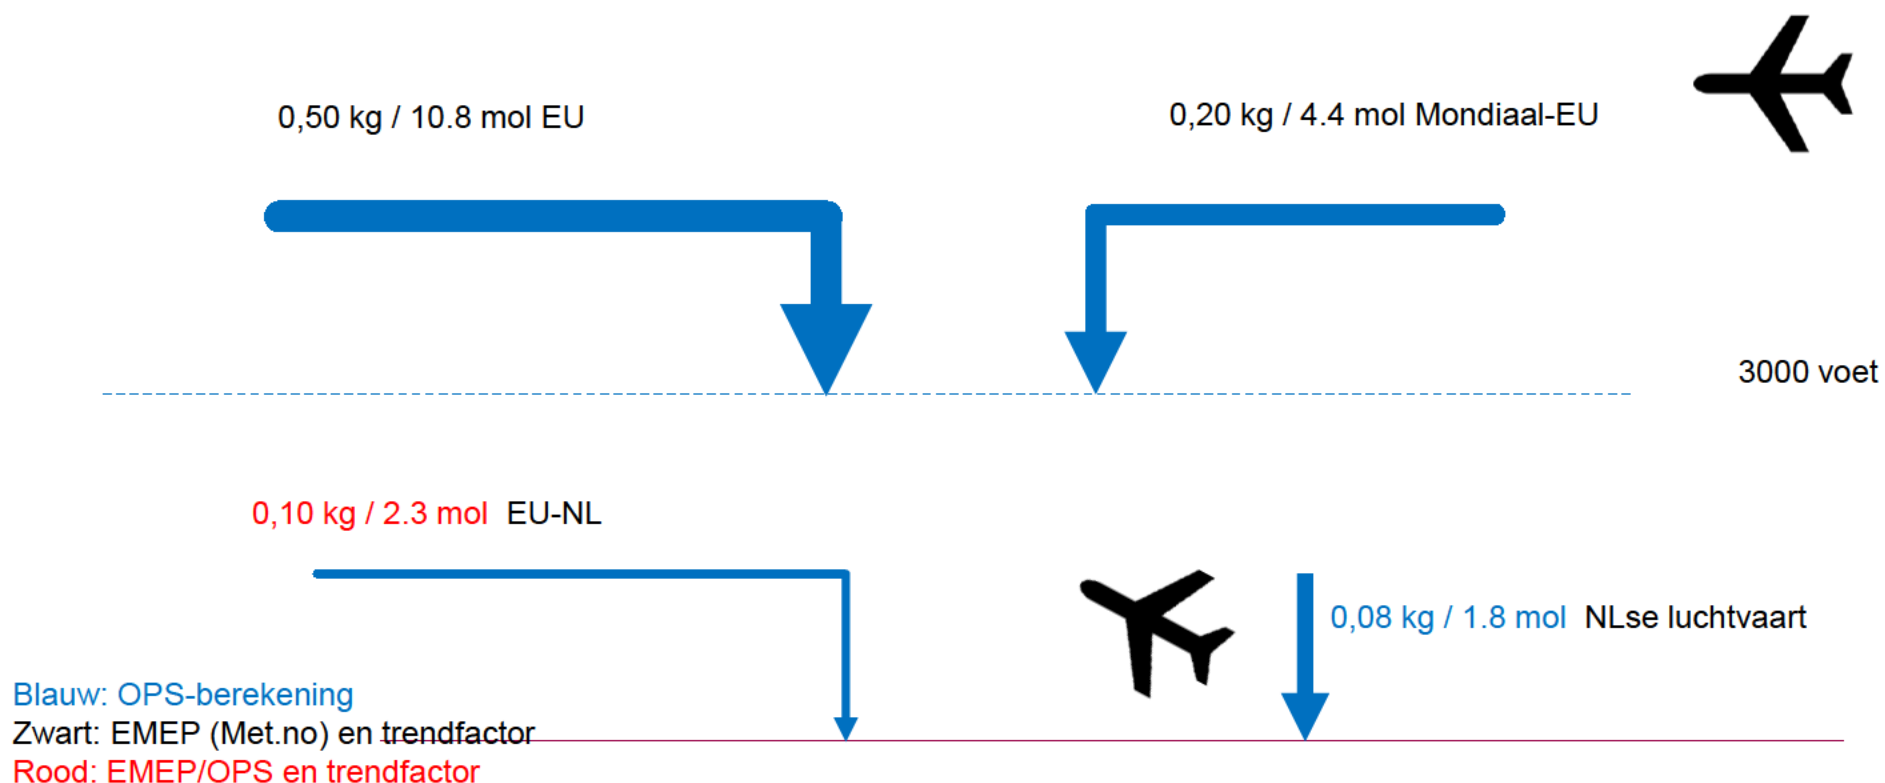 0,50 kg / 10.8 mol EU
0,20 kg / 4.4 mol Mondiaal-EU
3000 voet
0,10 kg / 2.3 mol EU-NL
0,08 kg / 1.8 mol NLse luchtvaart
Blauw: OPS-berekening
Zwart: EMEP (Met.no) en trendfactor
Rood: EMEP/OPS en trendfactor